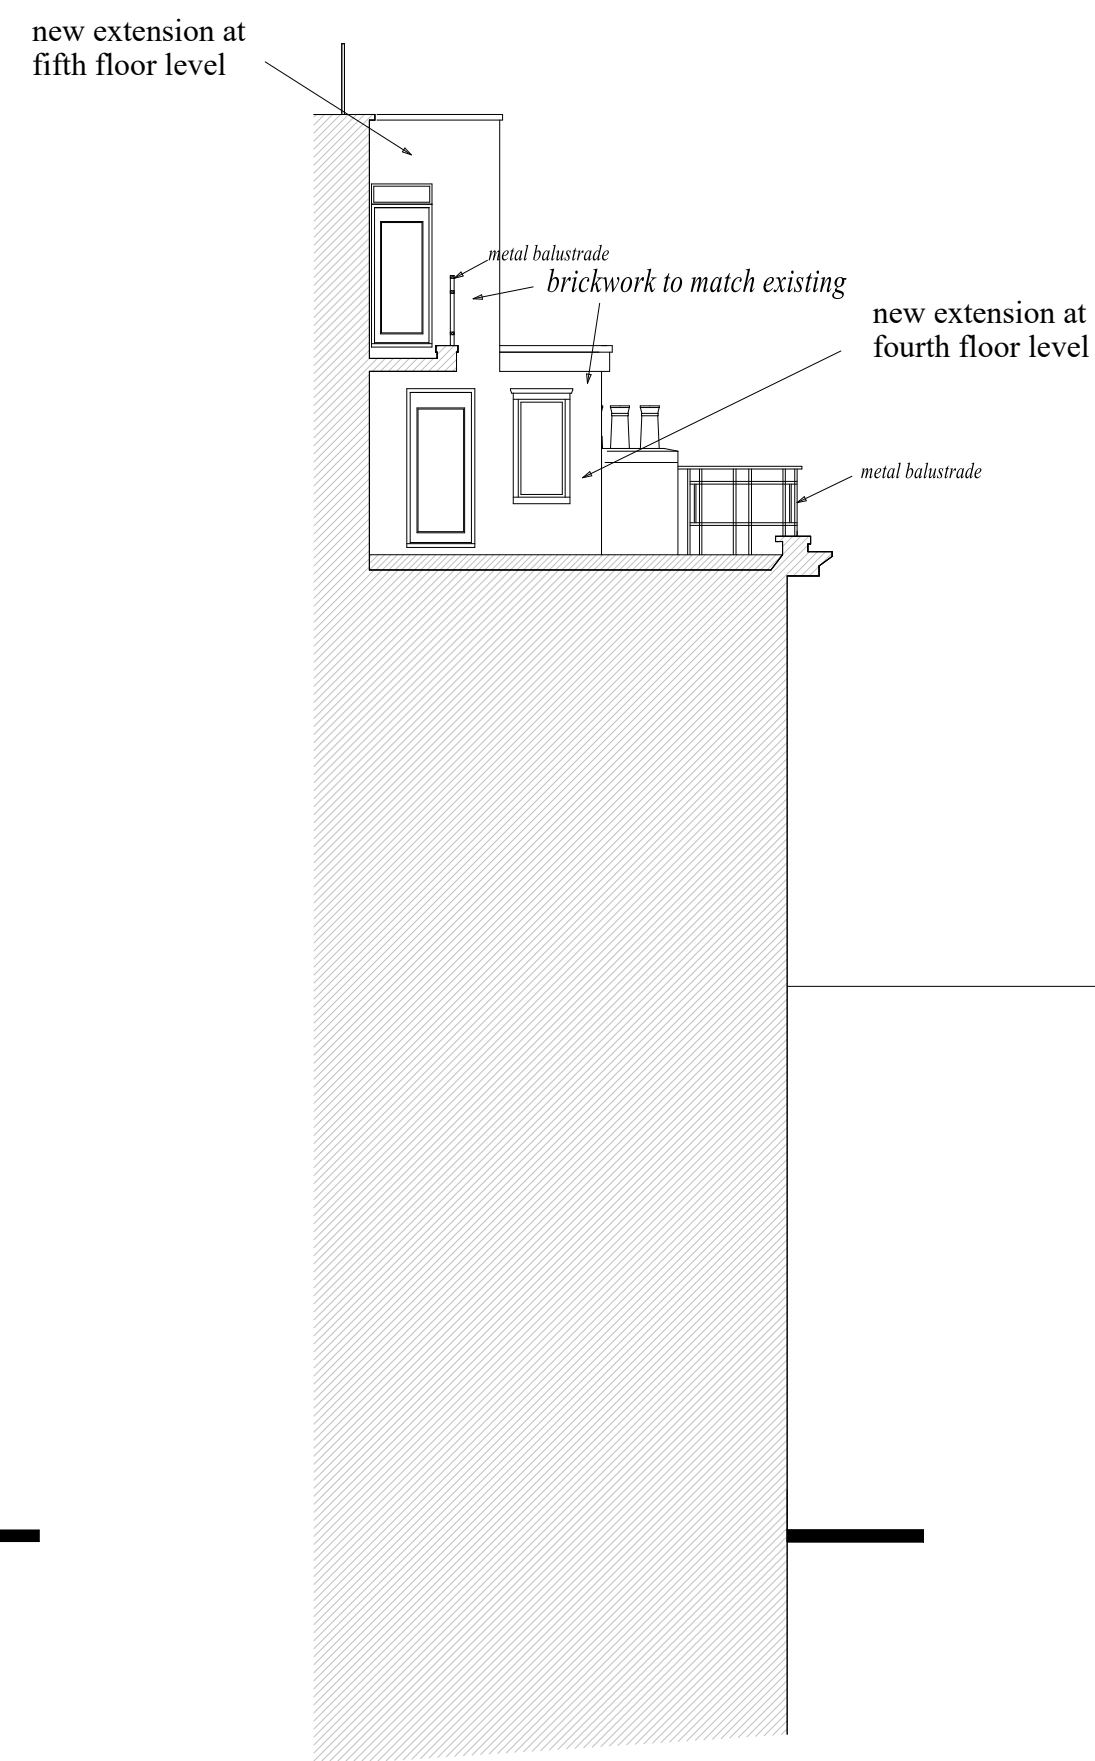 new extension at
fifth floor level
metal balustrade
brickwork to match existing
new extension at
fourth floor level
metal balustrade